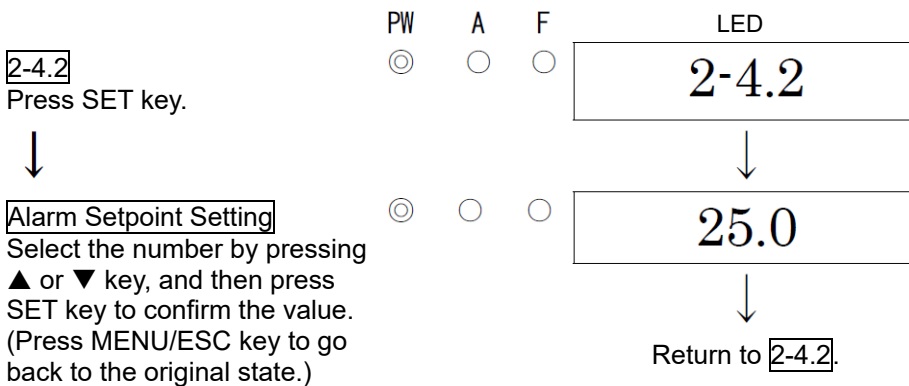 PW A F LED
2-4.2
Press SET key.
◎ ○ ○
2-4.2
↓ ↓
Alarm Setpoint Setting
Select the number by pressing
▲ or ▼ key, and then press
SET key to confirm the value.
(Press MENU/ESC key to go
back to the original state.)
◎ ○ ○
25.0
↓
Return to 2-4.2.